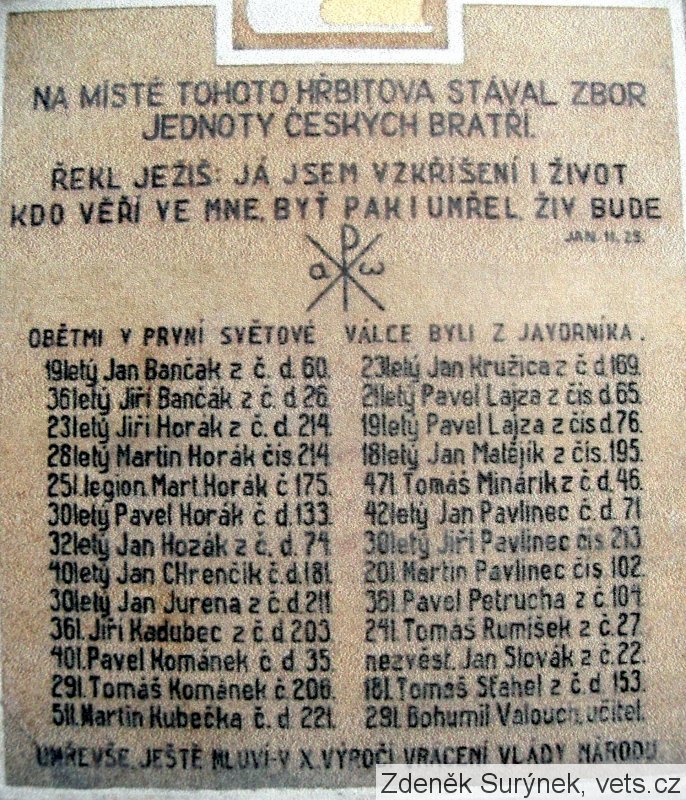 NA MÍSTĚ TOHOTO HŘBITOVA STÁVAL ZBOR
JEDNOTY ČESKÝCH BRATŘÍ.
ŘEKL JEŽIŠ: JÁ JSEM VZKŘÍŠENÍ I ŽIVOT
KDO VĚŘÍ VE MNE, BYŤ PAK I UMŘEL, ŽIV BUDE
JAN. 11, 25.
P
α ω
OBĚTMI V PRVNÍ SVĚTOVÉ VÁLCE BYLI Z JAVORNÍKA.
19letý Jan Bančák z č. d. 60.
36letý Jiří Bančák z č. d. 26.
23letý Jiří Horák z č. d. 214.
28letý Martin Horák čís. 214.
25l. legion. Mart. Horák č 175.
30letý Pavel Horák č. d. 133.
32letý Jan Hozák z č. d. 74.
40letý Jan CHrenčík č. d. 181.
30letý Jan Jurena z č. d. 211.
36l. Jiří Kadubec z č. d 203.
40l. Pavel Kománek č. d. 35.
29l. Tomáš Kománek č. 206.
51l. Martin Kubečka č. d. 221.
23letý Jan Kružica z č d 169.
21letý Pavel Lajza z čís d 65.
19letý Pavel Lajza z čís d. 76.
18letý Jan Matějík z čís. 195.
47l. Tomáš Minárik z č d. 46.
42letý Jan Pavlinec č. d. 71
30letý Jiří Pavlinec čís 213.
20l. Martin Pavlinec čís 102.
36l. Pavel Petrucha z č. 104.
24l. Tomáš Rumíšek z č. 27.
nezvěst. Jan Slovák z č. 22.
18l. Tomáš Sťahel z č. d. 153.
29l. Bohumil Valouch, učitel.
UMŘEVŠE, JEŠTĚ MLUVÍ-V X. VÝROČÍ VRÁCENÍ VLÁDY NÁRODU.
Zdeněk Surýnek, vets.cz